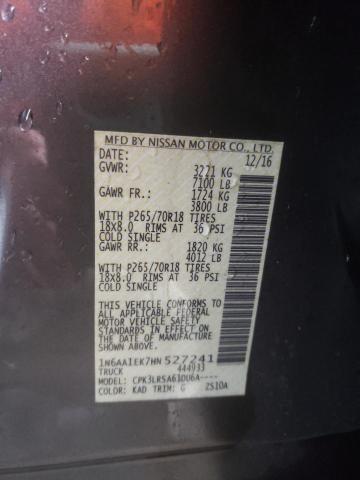 MFD BY NISSAN MOTOR CO., LTD.
DATE: 12/16
GVWR: 3221 KG
7100 LB
GAWR FR.: 1724 KG
3800 LB
WITH P265/70R18 TIRES
18X8.0 RIMS AT 36 PSI
COLD SINGLE
GAWR RR.: 1820 KG
4012 LB
WITH P265/70R18 TIRES
18X8.0 RIMS AT 36 PSI
COLD SINGLE
THIS VEHICLE CONFORMS TO
ALL APPLICABLE FEDERAL
MOTOR VEHICLE SAFETY
STANDARDS IN EFFECT ON
THE DATE OF MANUFACTURE
SHOWN ABOVE.
1N6AA1EK7HN527241
TRUCK 444933
MODEL: CPK3LRSA61DU6A----
COLOR: KAD TRIM: G 2S10A